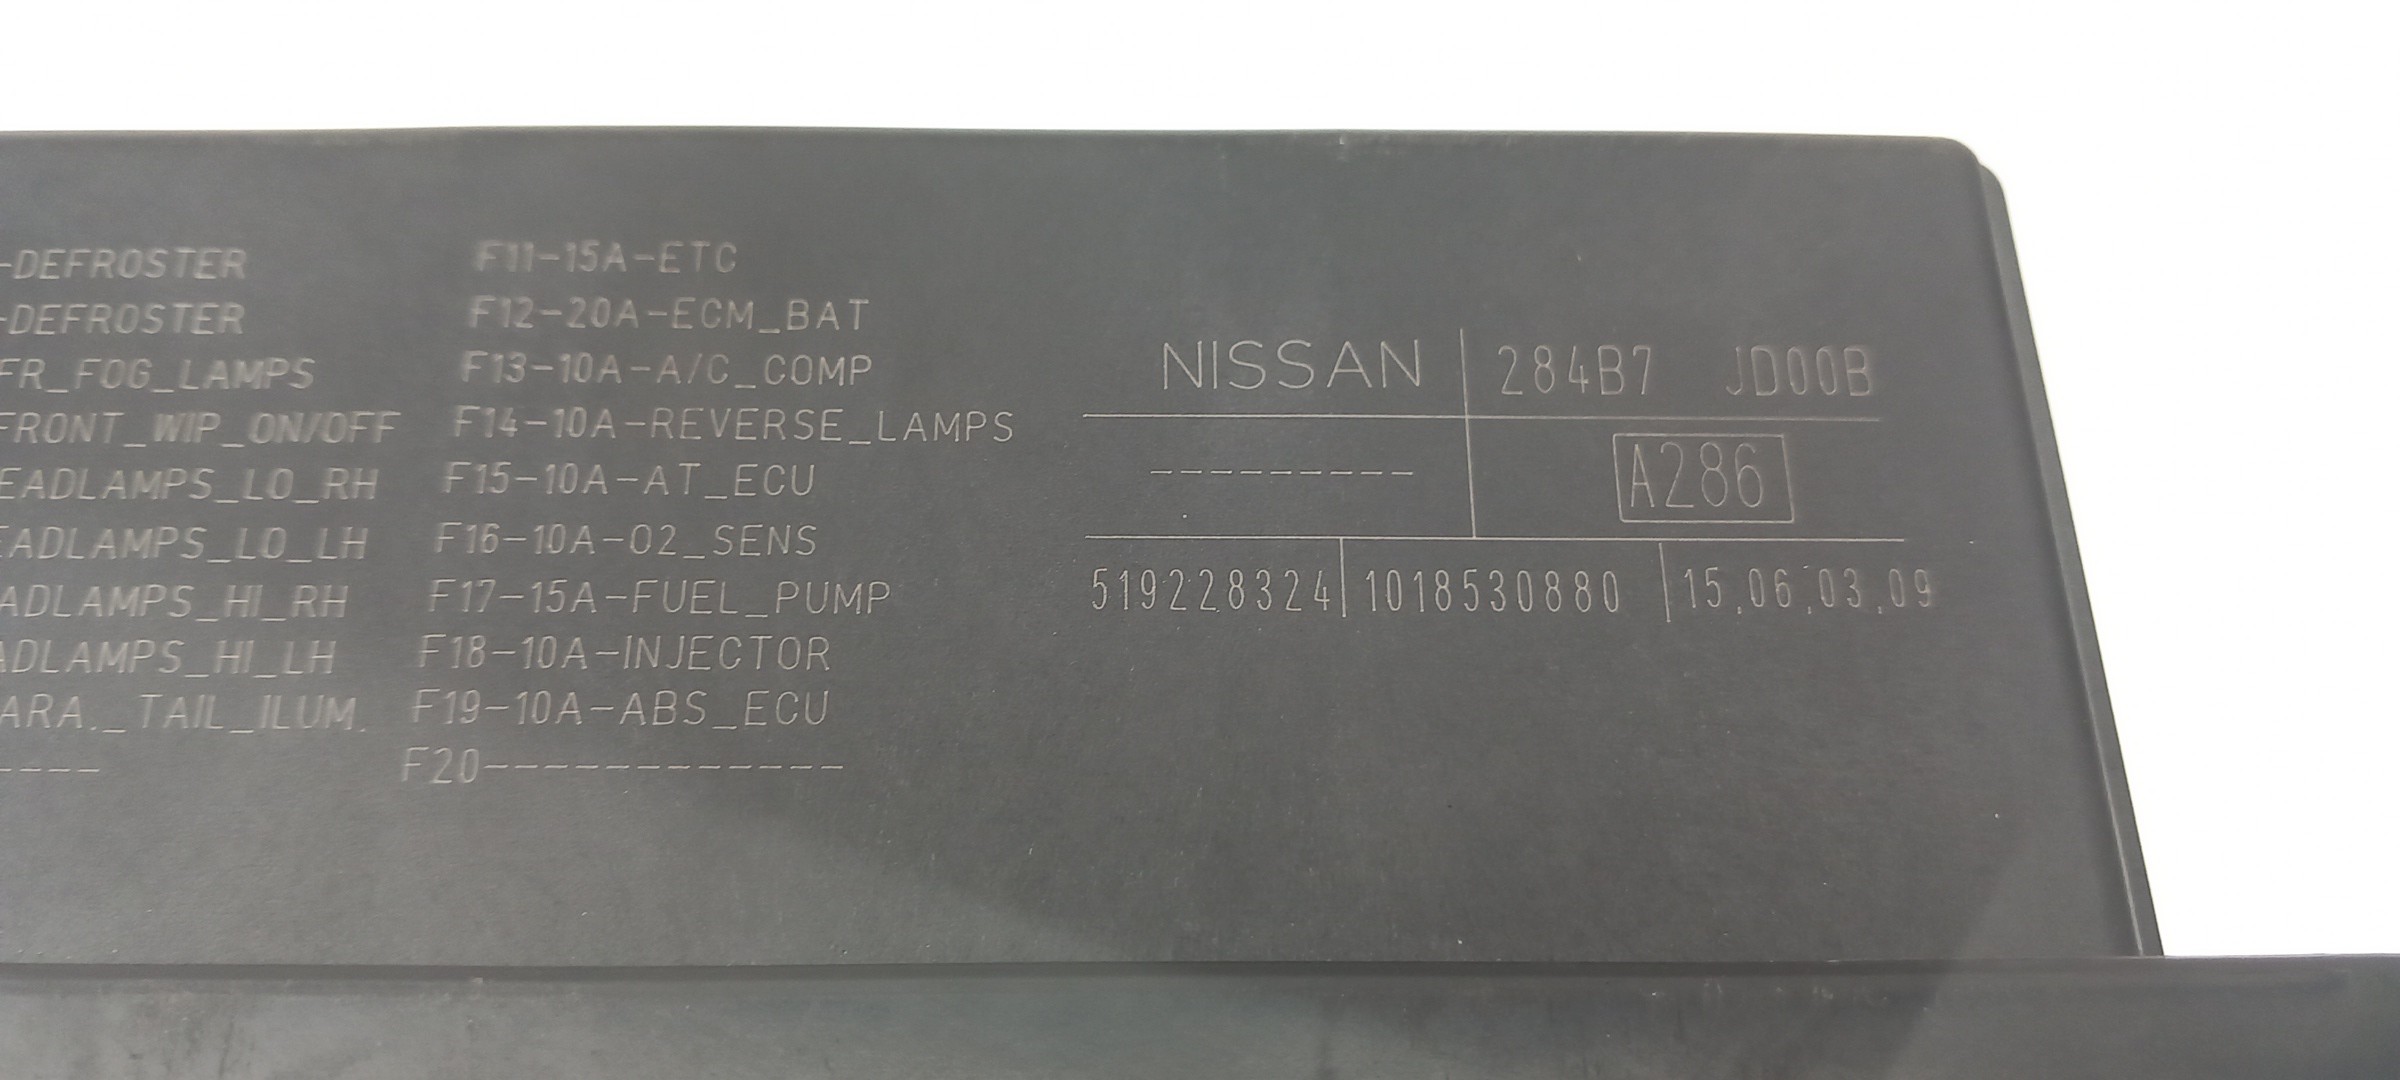 -DEFROSTER
-DEFROSTER
FR_FOG_LAMPS
FRONT_WIP_ON/OFF
EADLAMPS_LO_RH
EADLAMPS_LO_LH
ADLAMPS_HI_RH
ADLAMPS_HI_LH
ARA._TAIL_ILUM.
----
F11-15A-ETC
F12-20A-ECM_BAT
F13-10A-A/C_COMP
F14-10A-REVERSE_LAMPS
F15-10A-AT_ECU
F16-10A-O2_SENS
F17-15A-FUEL_PUMP
F18-10A-INJECTOR
F19-10A-ABS_ECU
F20------------
NISSAN 284B7 JD00B
--------- A286
519228324 1018530880 15.06.03.09